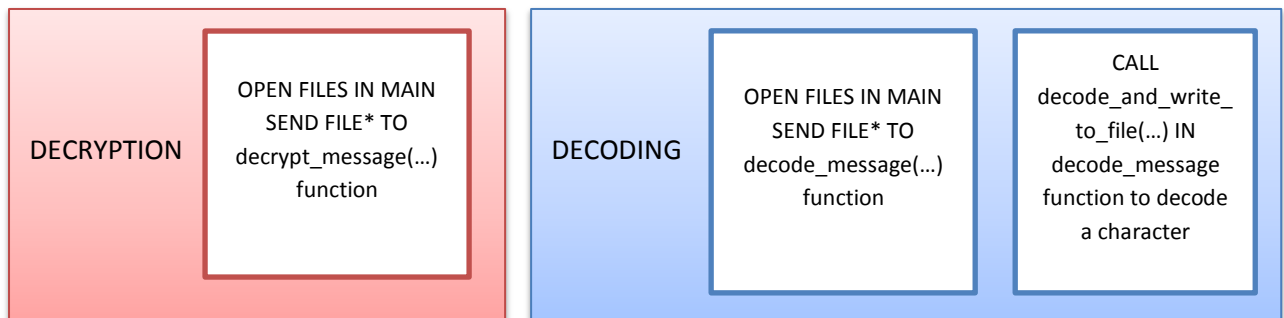 DECRYPTION
OPEN FILES IN MAIN
SEND FILE* TO
decrypt_message(…)
function
DECODING
OPEN FILES IN MAIN
SEND FILE* TO
decode_message(…)
function
CALL
decode_and_write_
to_file(…) IN
decode_message
function to decode
a character